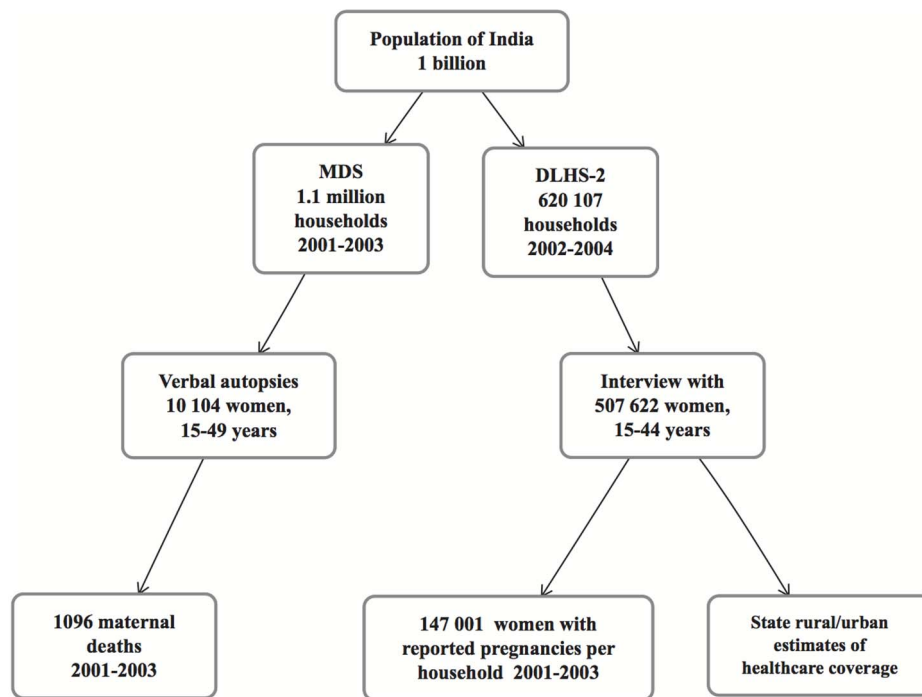 Population of India
1 billion
MDS
1.1 million
households
2001-2003
DLHS-2
620 107
households
2002-2004
Verbal autopsies
10 104 women,
15-49 years
Interview with
507 622 women,
15-44 years
1096 maternal
deaths
2001-2003
147 001 women with
reported pregnancies per
household 2001-2003
State rural/urban
estimates of
healthcare coverage